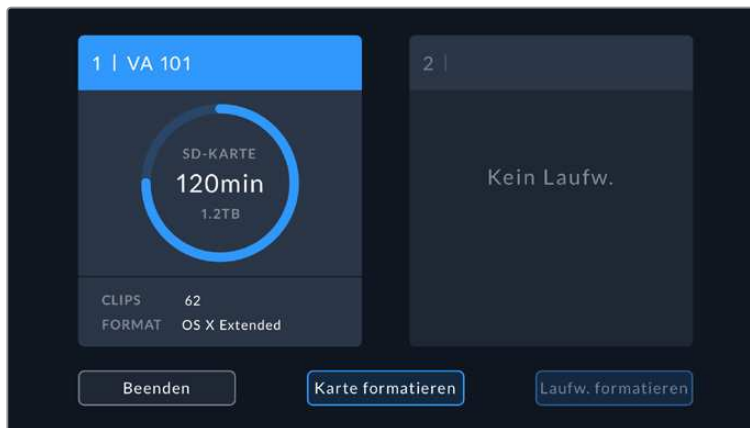 1 | VA 101
SD-KARTE
120min
1.2TB
CLIPS 62
FORMAT OS X Extended
2 |
Kein Laufw.
Beenden
Karte formatieren
Laufw. formatieren